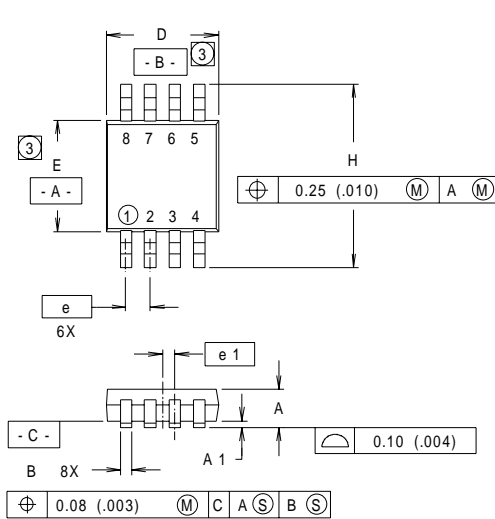 D
- B - 3
8 7 6 5
3
E
- A -
H
⌖ 0.25 (.010) Ⓜ A Ⓜ
① 2 3 4
e
6X
e 1
A
- C -
A 1
⌓ 0.10 (.004)
B 8X
⌖ 0.08 (.003) Ⓜ C A Ⓢ B Ⓢ